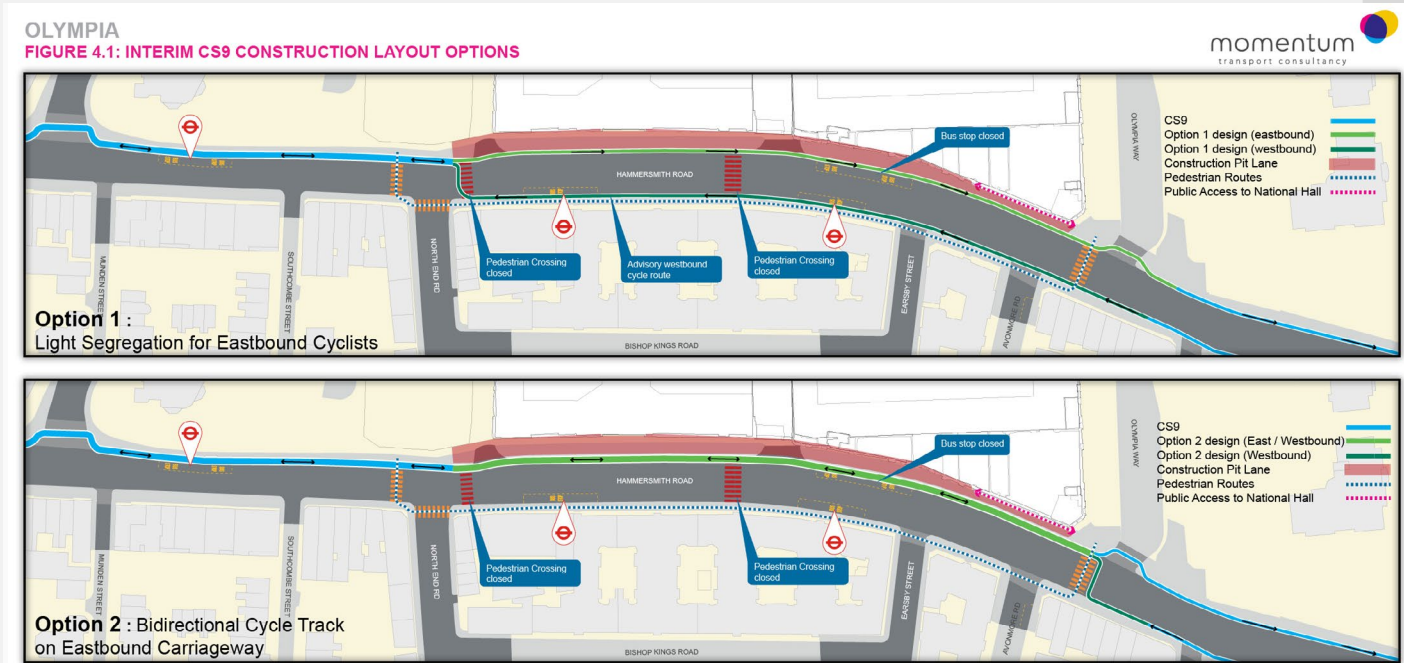 OLYMPIA
FIGURE 4.1: INTERIM CS9 CONSTRUCTION LAYOUT OPTIONS
momentum
transport consultancy
CS9
Option 1 design (eastbound)
Option 1 design (westbound)
Construction Pit Lane
Pedestrian Routes
Public Access to National Hall
OLYMPIA WAY
Bus stop closed
HAMMERSMITH ROAD
Pedestrian Crossing
closed
Advisory westbound
cycle route
Pedestrian Crossing
closed
MUNDEN STREET
SOUTHCOMBE STREET
NORTH END RD
EARSBY STREET
AVONMORE RD
BISHOP KINGS ROAD
Option 1 :
Light Segregation for Eastbound Cyclists
CS9
Option 2 design (East / Westbound)
Option 2 design (Westbound)
Construction Pit Lane
Pedestrian Routes
Public Access to National Hall
OLYMPIA WAY
Bus stop closed
HAMMERSMITH ROAD
Pedestrian Crossing
closed
Pedestrian Crossing
closed
MUNDEN STREET
SOUTHCOMBE STREET
NORTH END RD
EARSBY STREET
AVONMORE RD
BISHOP KINGS ROAD
Option 2 : Bidirectional Cycle Track
on Eastbound Carriageway